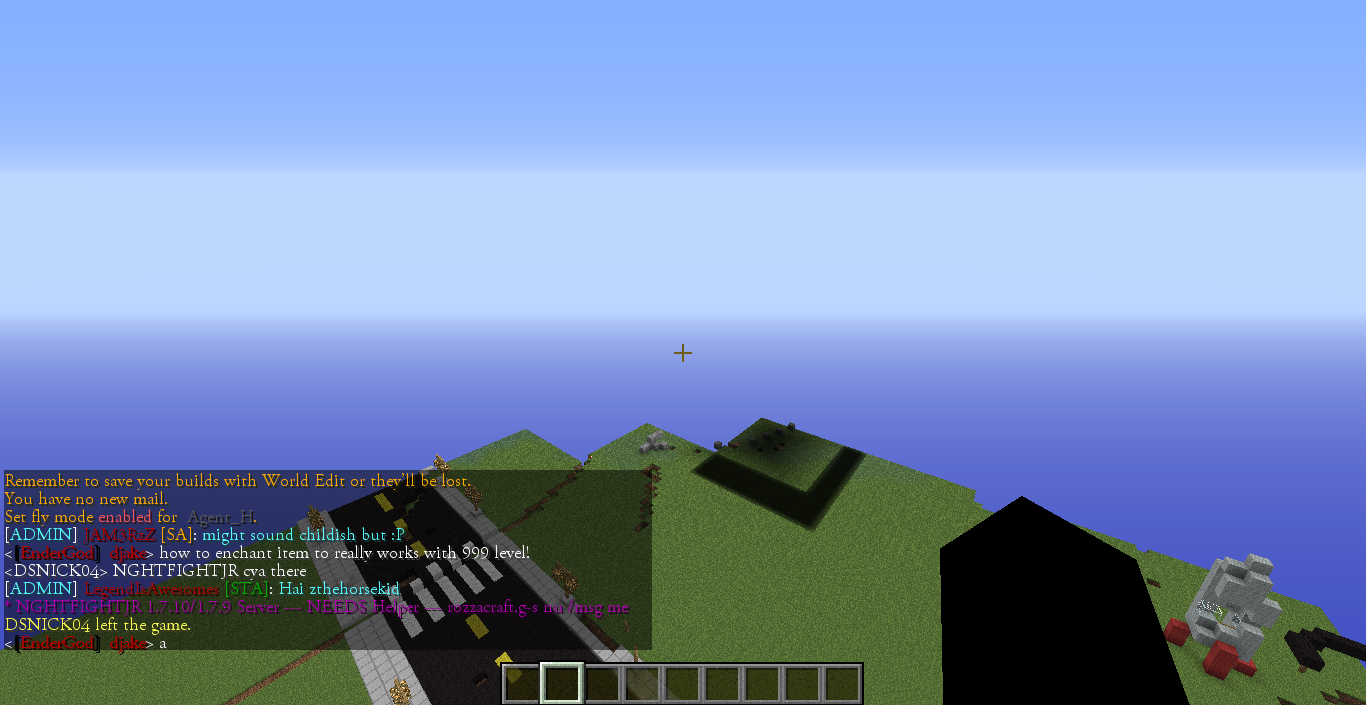 Remember to save your builds with World Edit or they'll be lost.
You have no new mail.
Set fly mode enabled for Agent_H.
[ADMIN] JAM3RzZ [SA]: might sound childish but :P
<[EnderGod] djake> how to enchant item to really works with 999 level!
<DSNICK04> NGHTFIGHTJR cya there
[ADMIN] LegendIsAwesome [STA]: Hai zthehorsekid
* NGHTFIGHTJR 1.7.10/1.7.9 Server --- NEEDS Helper --- rozzacraft.g-s.nu /msg me
DSNICK04 left the game.
<[EnderGod] > a